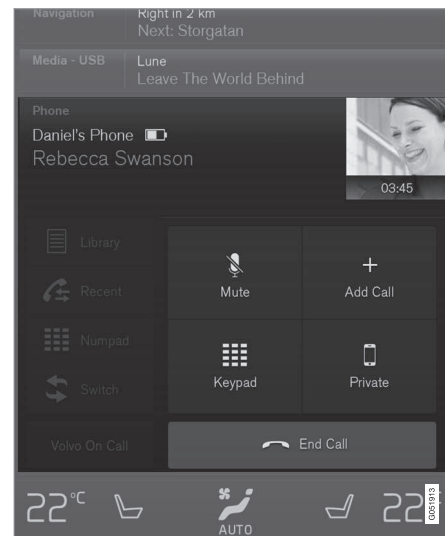 Navigation
Right in 2 km
Next: Storgatan
Media - USB
Lune
Leave The World Behind
Phone
Daniel's Phone
Rebecca Swanson
03:45
Library
Recent
Numpad
Switch
Volvo On Call
Mute
Add Call
Keypad
Private
End Call
22°C
AUTO
22
G051913